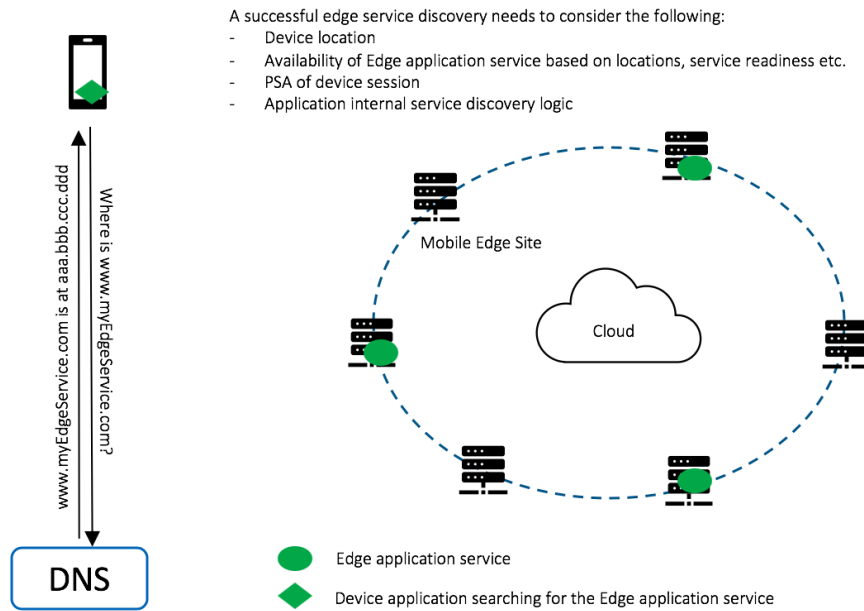 A successful edge service discovery needs to consider the following:
- Device location
- Availability of Edge application service based on locations, service readiness etc.
- PSA of device session
- Application internal service discovery logic
www.myEdgeService.com is at aaa.bbb.ccc.ddd
Where is www.myEdgeService.com?
Mobile Edge Site
Cloud
DNS
Edge application service
Device application searching for the Edge application service